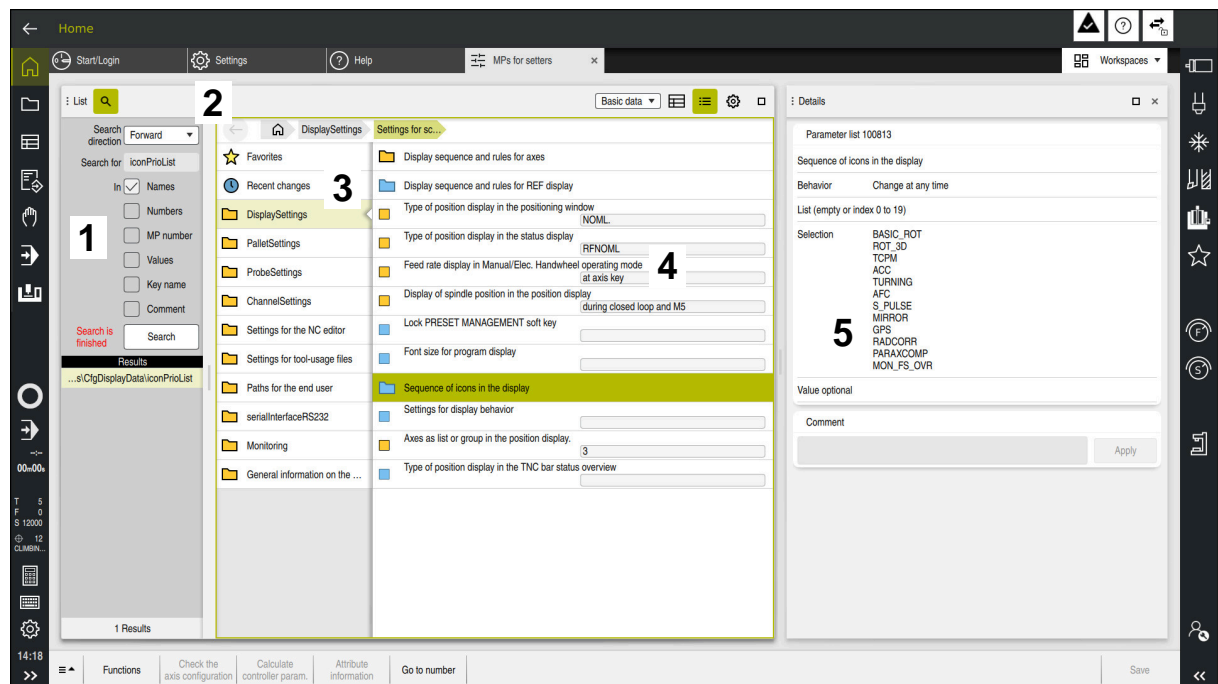 Home
Start/Login
Settings
Help
MPs for setters
Workspaces
List
2
Basic data
Details
Search direction
Forward
Search for
iconPrioList
In
Names
Numbers
MP number
Values
Key name
Comment
1
Search is finished
Search
Results
...s\CfgDisplayData\iconPrioList
1 Results
DisplaySettings
Settings for sc...
Favorites
Recent changes
3
DisplaySettings
PalletSettings
ProbeSettings
ChannelSettings
Settings for the NC editor
Settings for tool-usage files
Paths for the end user
serialInterfaceRS232
Monitoring
General information on the ...
Display sequence and rules for axes
Display sequence and rules for REF display
Type of position display in the positioning window
NOML.
Type of position display in the status display
RFNOML
Feed rate display in Manual/Elec. Handwheel operating mode
at axis key
4
Display of spindle position in the position display
during closed loop and M5
Lock PRESET MANAGEMENT soft key
Font size for program display
Sequence of icons in the display
Settings for display behavior
Axes as list or group in the position display.
3
Type of position display in the TNC bar status overview
Parameter list 100813
Sequence of icons in the display
Behavior
Change at any time
List (empty or index 0 to 19)
Selection
BASIC_ROT
ROT_3D
TCPM
ACC
TURNING
AFC
S_PULSE
MIRROR
GPS
RADCORR
PARAXCOMP
MON_FS_OVR
5
Value optional
Comment
Apply
--:--
00m00s
T 5
F 0
S 12000
12
CLIMBIN...
14:18
Functions
Check the axis configuration
Calculate controller param.
Attribute information
Go to number
Save
F
S